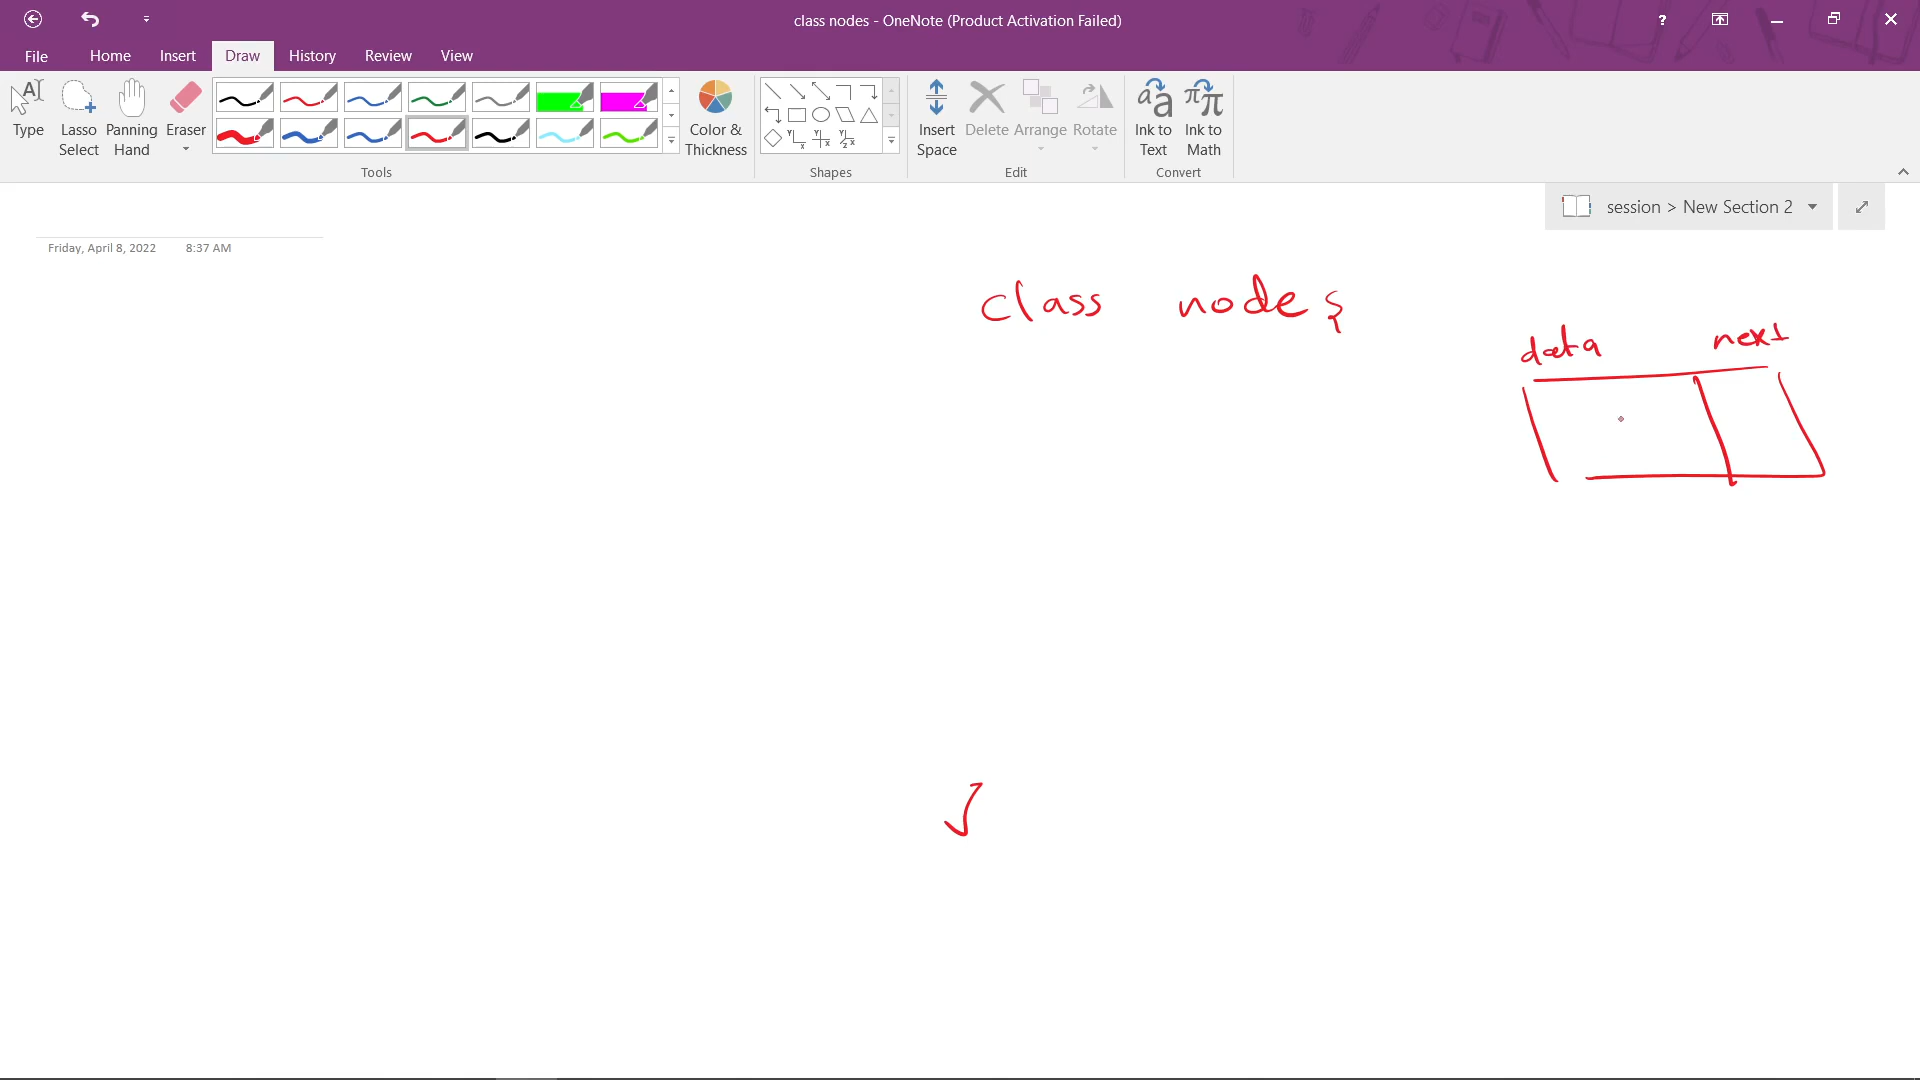 class nodes - OneNote (Product Activation Failed)
?
File Home Insert Draw History Review View
Type
Lasso Select
Panning Hand
Eraser
Color & Thickness
Insert Space
Delete
Arrange
Rotate
Ink to Text
Ink to Math
Tools
Shapes
Edit
Convert
session > New Section 2
Friday, April 8, 2022 8:37 AM
class node {
data next